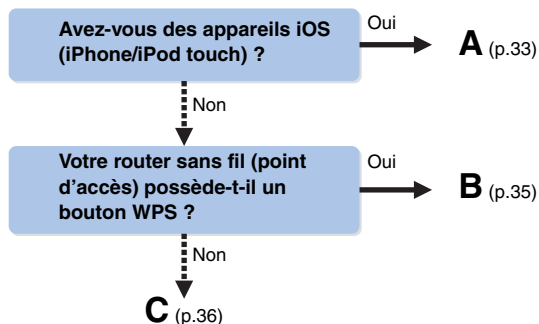 Avez-vous des appareils iOS
(iPhone/iPod touch) ?
Oui
A (p.33)
Non
Votre router sans fil (point
d'accès) possède-t-il un
bouton WPS ?
Oui
B (p.35)
Non
C (p.36)